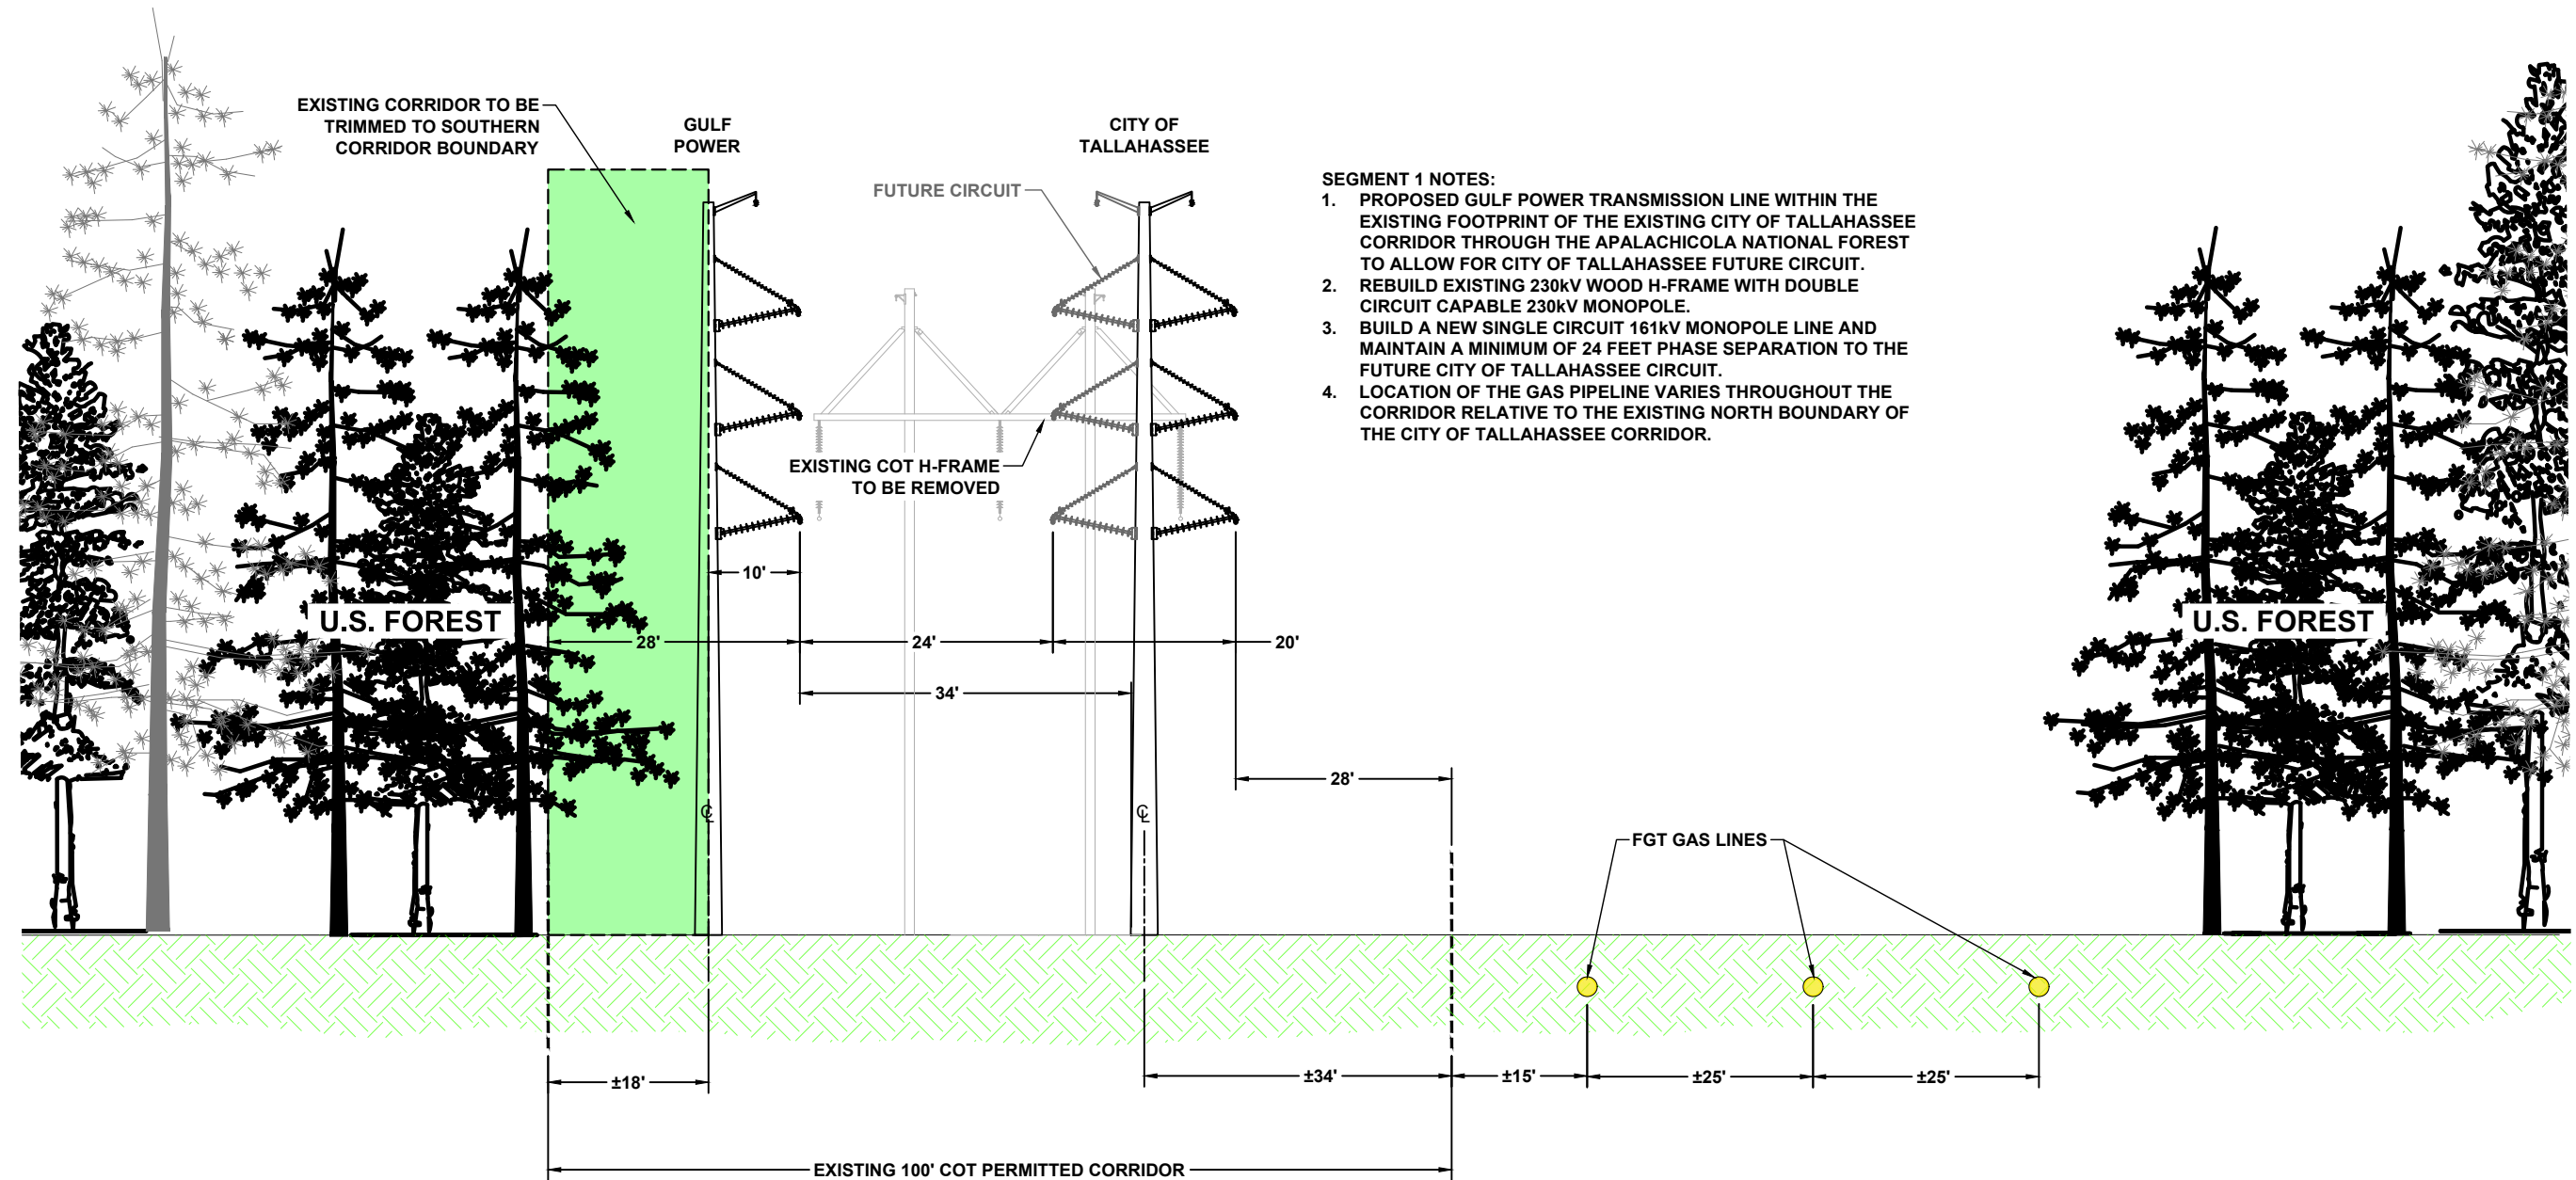 EXISTING CORRIDOR TO BE
TRIMMED TO SOUTHERN
CORRIDOR BOUNDARY
GULF
POWER
CITY OF
TALLAHASSEE
FUTURE CIRCUIT
SEGMENT 1 NOTES:
1. PROPOSED GULF POWER TRANSMISSION LINE WITHIN THE
EXISTING FOOTPRINT OF THE EXISTING CITY OF TALLAHASSEE
CORRIDOR THROUGH THE APALACHICOLA NATIONAL FOREST
TO ALLOW FOR CITY OF TALLAHASSEE FUTURE CIRCUIT.
2. REBUILD EXISTING 230kV WOOD H-FRAME WITH DOUBLE
CIRCUIT CAPABLE 230kV MONOPOLE.
3. BUILD A NEW SINGLE CIRCUIT 161kV MONOPOLE LINE AND
MAINTAIN A MINIMUM OF 24 FEET PHASE SEPARATION TO THE
FUTURE CITY OF TALLAHASSEE CIRCUIT.
4. LOCATION OF THE GAS PIPELINE VARIES THROUGHOUT THE
CORRIDOR RELATIVE TO THE EXISTING NORTH BOUNDARY OF
THE CITY OF TALLAHASSEE CORRIDOR.
EXISTING COT H-FRAME
TO BE REMOVED
10'
U.S. FOREST
U.S. FOREST
28'
24'
20'
34'
28'
℄
℄
FGT GAS LINES
±18'
±34'
±15'
±25'
±25'
EXISTING 100' COT PERMITTED CORRIDOR